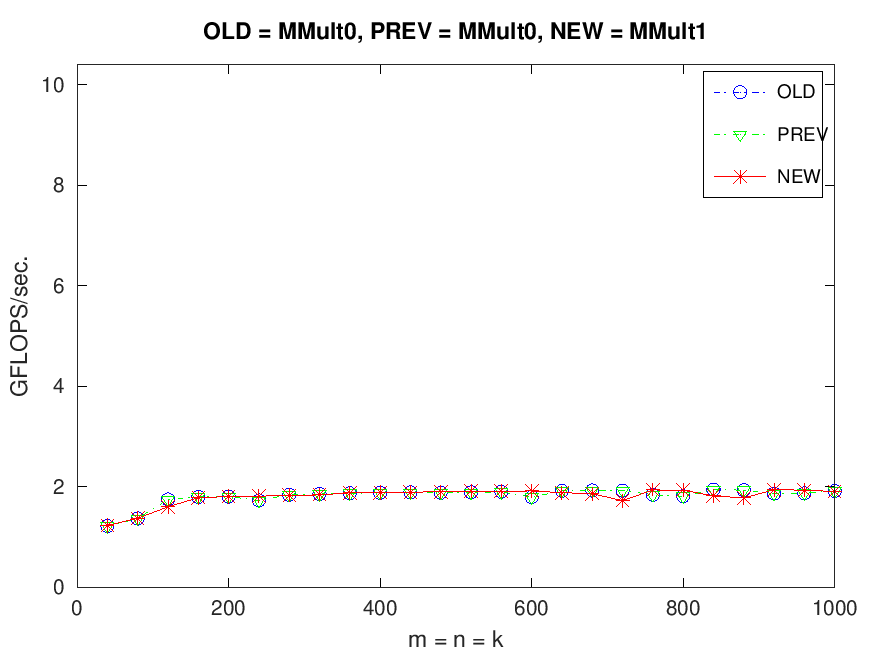 OLD = MMult0, PREV = MMult0, NEW = MMult1
10
8
6
4
2
0
GFLOPS/sec.
OLD
PREV
NEW
0 200 400 600 800 1000
m = n = k